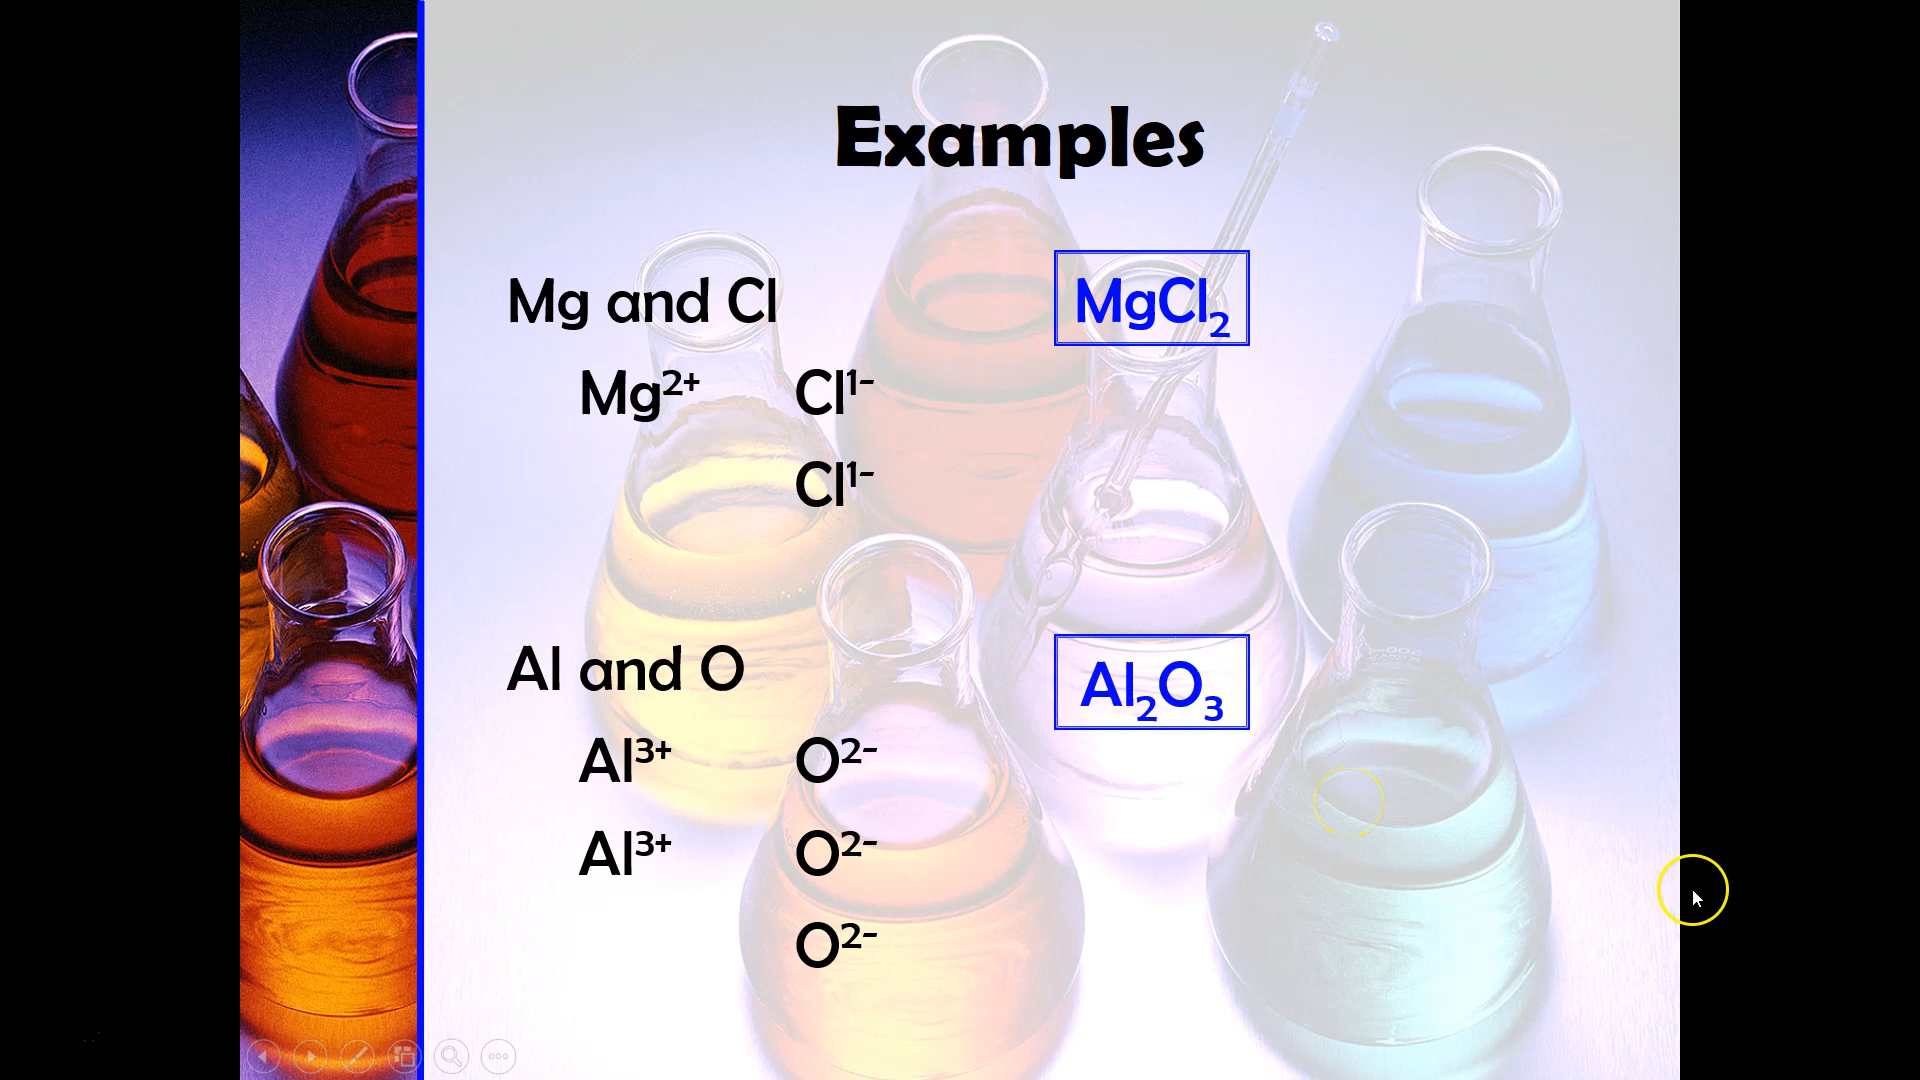 Examples
Mg and Cl MgCl₂
Mg²⁺ Cl¹⁻
Cl¹⁻
Al and O Al₂O₃
Al³⁺ O²⁻
Al³⁺ O²⁻
O²⁻